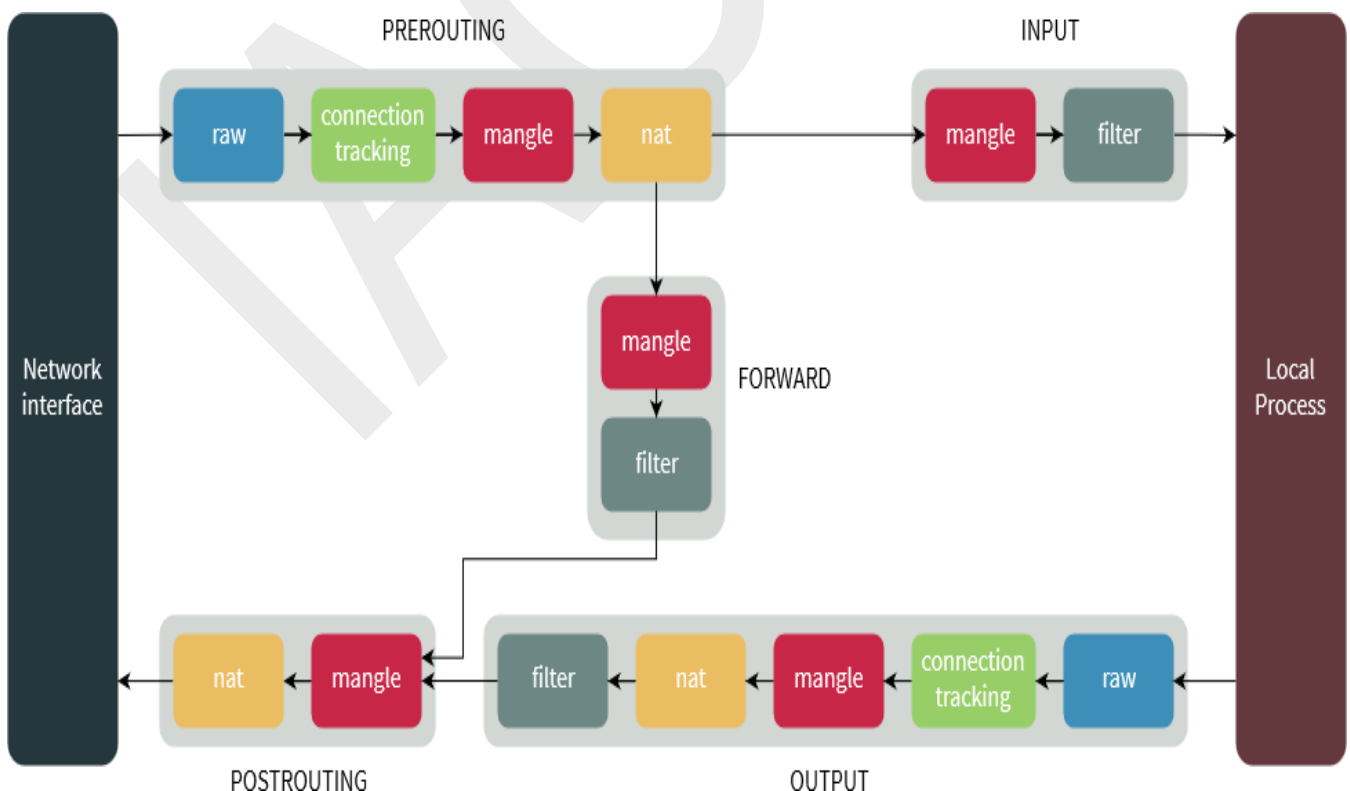 PREROUTING
INPUT
raw
connection
tracking
mangle
nat
mangle
filter
Network
interface
mangle
filter
FORWARD
Local
Process
nat
mangle
filter
nat
mangle
connection
tracking
raw
POSTROUTING
OUTPUT